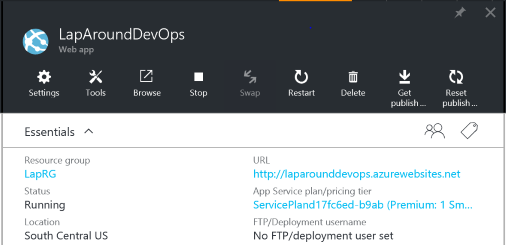 LapAroundDevOps
Web app
Settings Tools Browse Stop Swap Restart Delete Get publish ... Reset publish ...
Essentials
Resource group
LapRG
URL
http://laparounddevops.azurewebsites.net
Status
Running
App Service plan/pricing tier
ServicePland17fc6ed-b9ab (Premium: 1 Sm...
Location
South Central US
FTP/Deployment username
No FTP/deployment user set